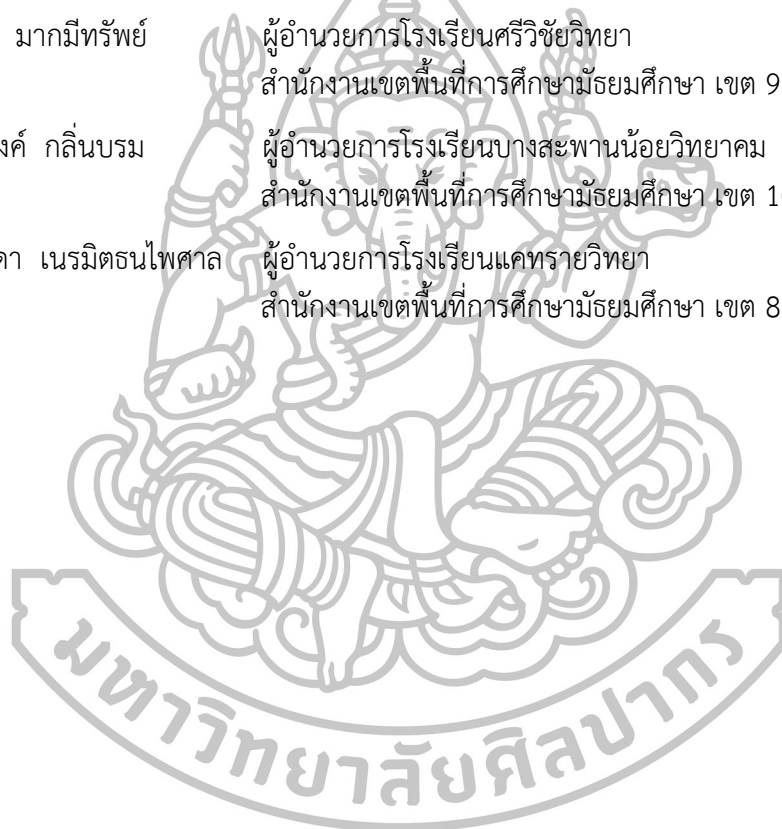 มากมีทรัพย์ ผู้อำนวยการโรงเรียนศรีวิชัยวิทยา
สำนักงานเขตพื้นที่การศึกษามัธยมศึกษา เขต 9
กลิ่นบรม ผู้อำนวยการโรงเรียนบางสะพานน้อยวิทยาคม
สำนักงานเขตพื้นที่การศึกษามัธยมศึกษา เขต
เนรมิตธนไพศาล ผู้อำนวยการโรงเรียนแคทรายวิทยา
สำนักงานเขตพื้นที่การศึกษามัธยมศึกษา เขต 8
มหาวิทยาลัยศิลปากร